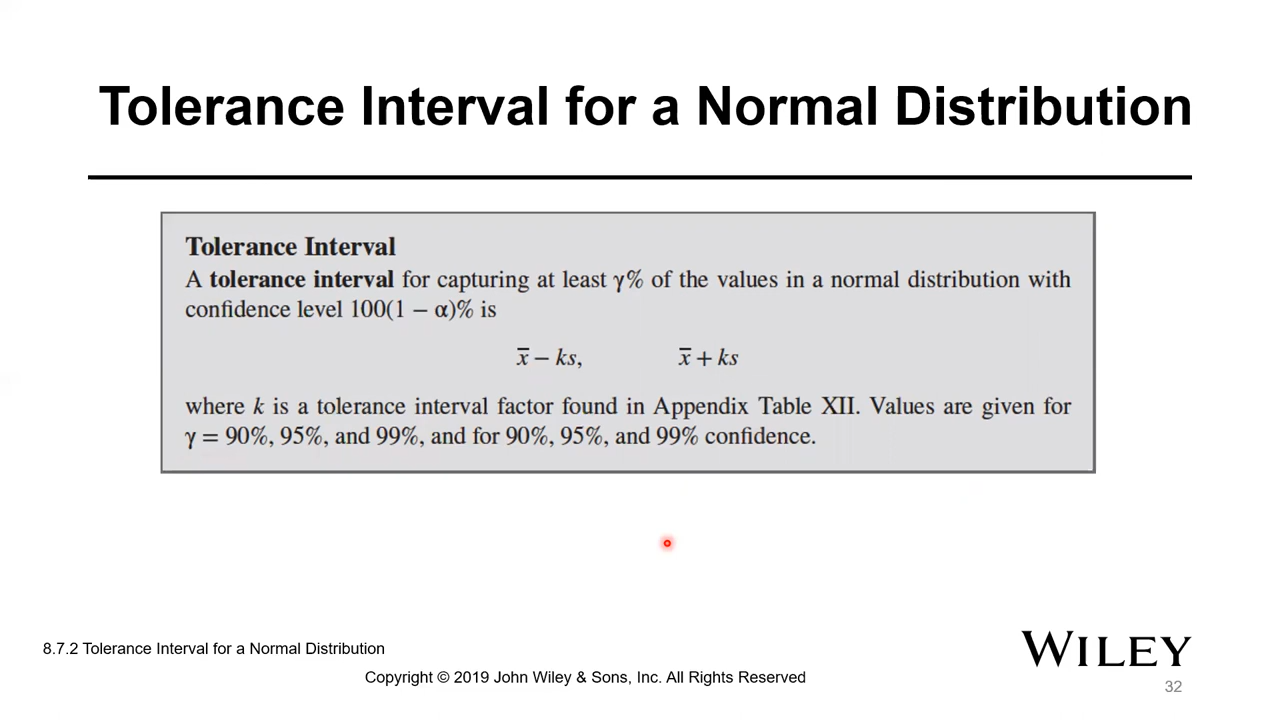 Tolerance Interval for a Normal Distribution
Tolerance Interval
A tolerance interval for capturing at least γ% of the values in a normal distribution with
confidence level 100(1 − α)% is
x̅ − ks, x̅ + ks
where k is a tolerance interval factor found in Appendix Table XII. Values are given for
γ = 90%, 95%, and 99%, and for 90%, 95%, and 99% confidence.
8.7.2 Tolerance Interval for a Normal Distribution
WILEY
Copyright © 2019 John Wiley & Sons, Inc. All Rights Reserved
32